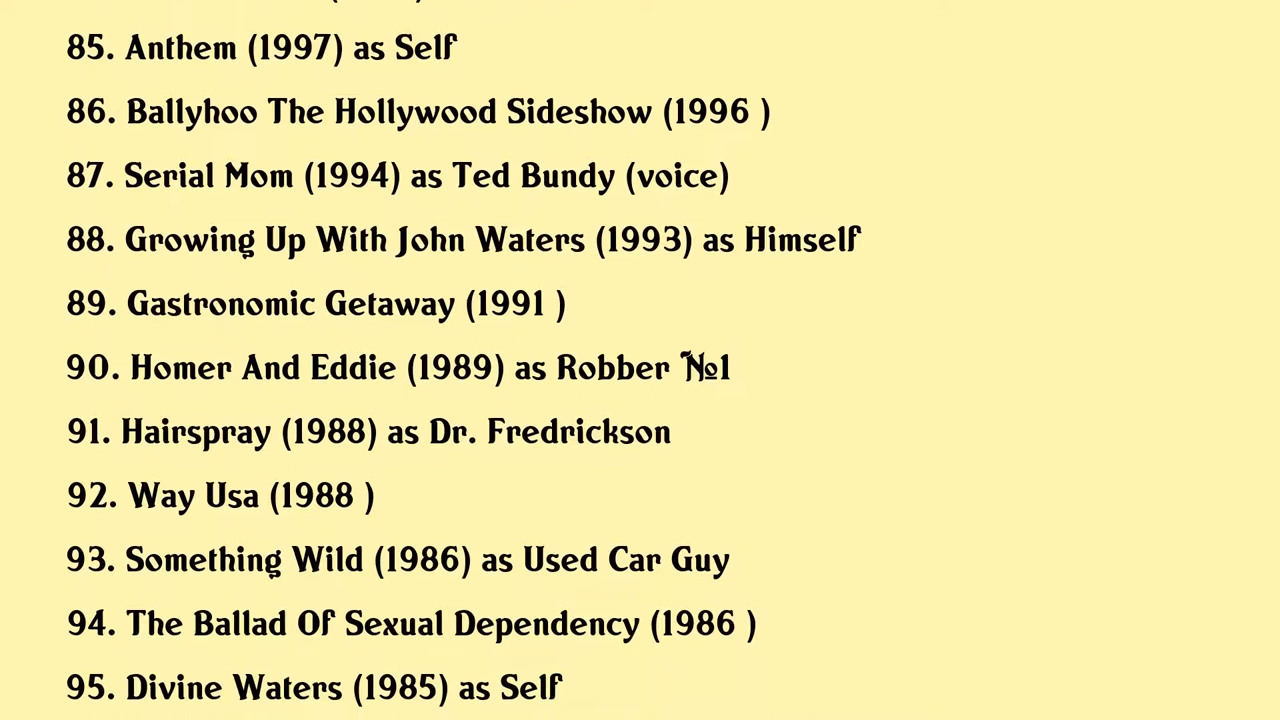 85. Anthem (1997) as Self
86. Ballyhoo The Hollywood Sideshow (1996 )
87. Serial Mom (1994) as Ted Bundy (voice)
88. Growing Up With John Waters (1993) as Himself
89. Gastronomic Getaway (1991 )
90. Homer And Eddie (1989) as Robber №1
91. Hairspray (1988) as Dr. Fredrickson
92. Way Usa (1988 )
93. Something Wild (1986) as Used Car Guy
94. The Ballad Of Sexual Dependency (1986 )
95. Divine Waters (1985) as Self